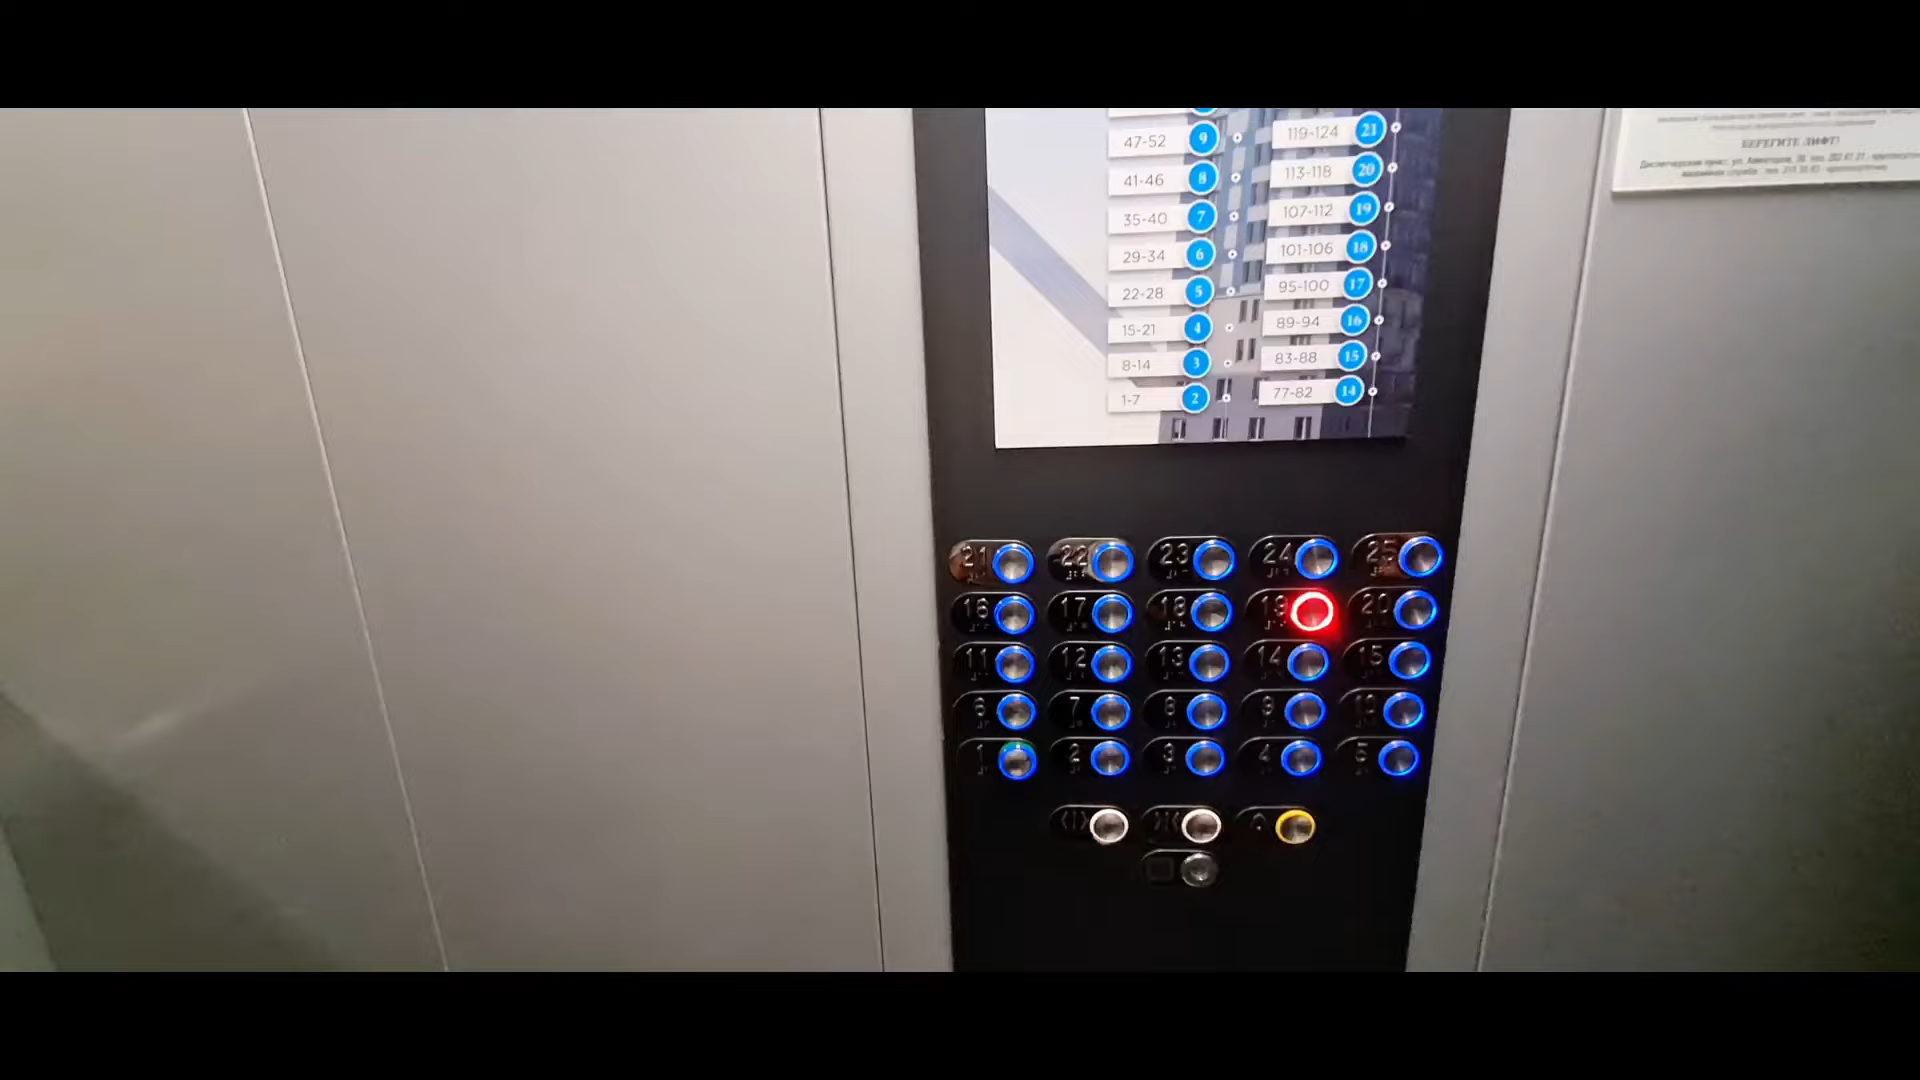 47-52 9
41-46 8
35-40 7
29-34 6
22-28 5
15-21 4
8-14 3
1-7 2
119-124 21
113-118 20
107-112 19
101-106 18
95-100 17
89-94 16
83-88 15
77-82 14
БЕРЕГИТЕ ЛИФТ!
21 22 23 24 25
16 17 18 19 20
11 12 13 14 15
6 7 8 9 10
1 2 3 4 5